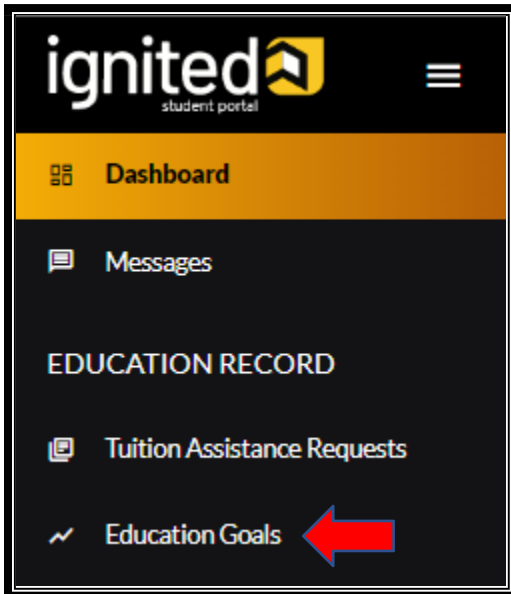 ignited
student portal
Dashboard
Messages
EDUCATION RECORD
Tuition Assistance Requests
Education Goals